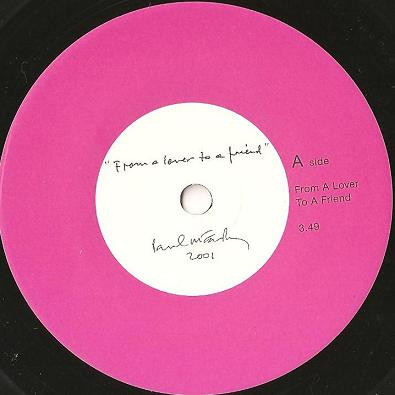 "From a lover to a friend"
A side
From A Lover
To A Friend
3.49
Paul McCartney
2001